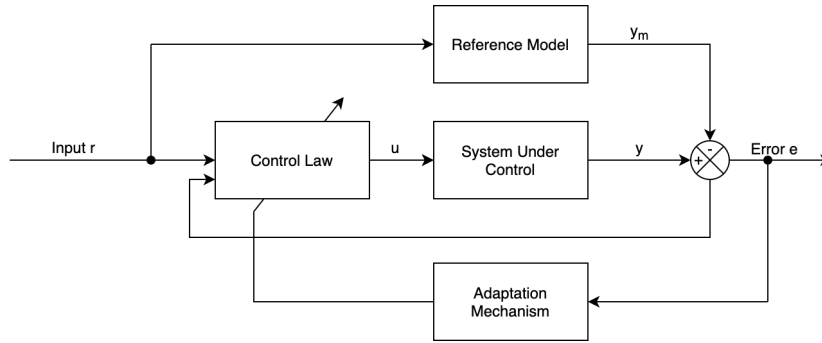 Reference Model
yₘ
Input r
Control Law
u
System Under
Control
y
-
+
Error e
Adaptation
Mechanism